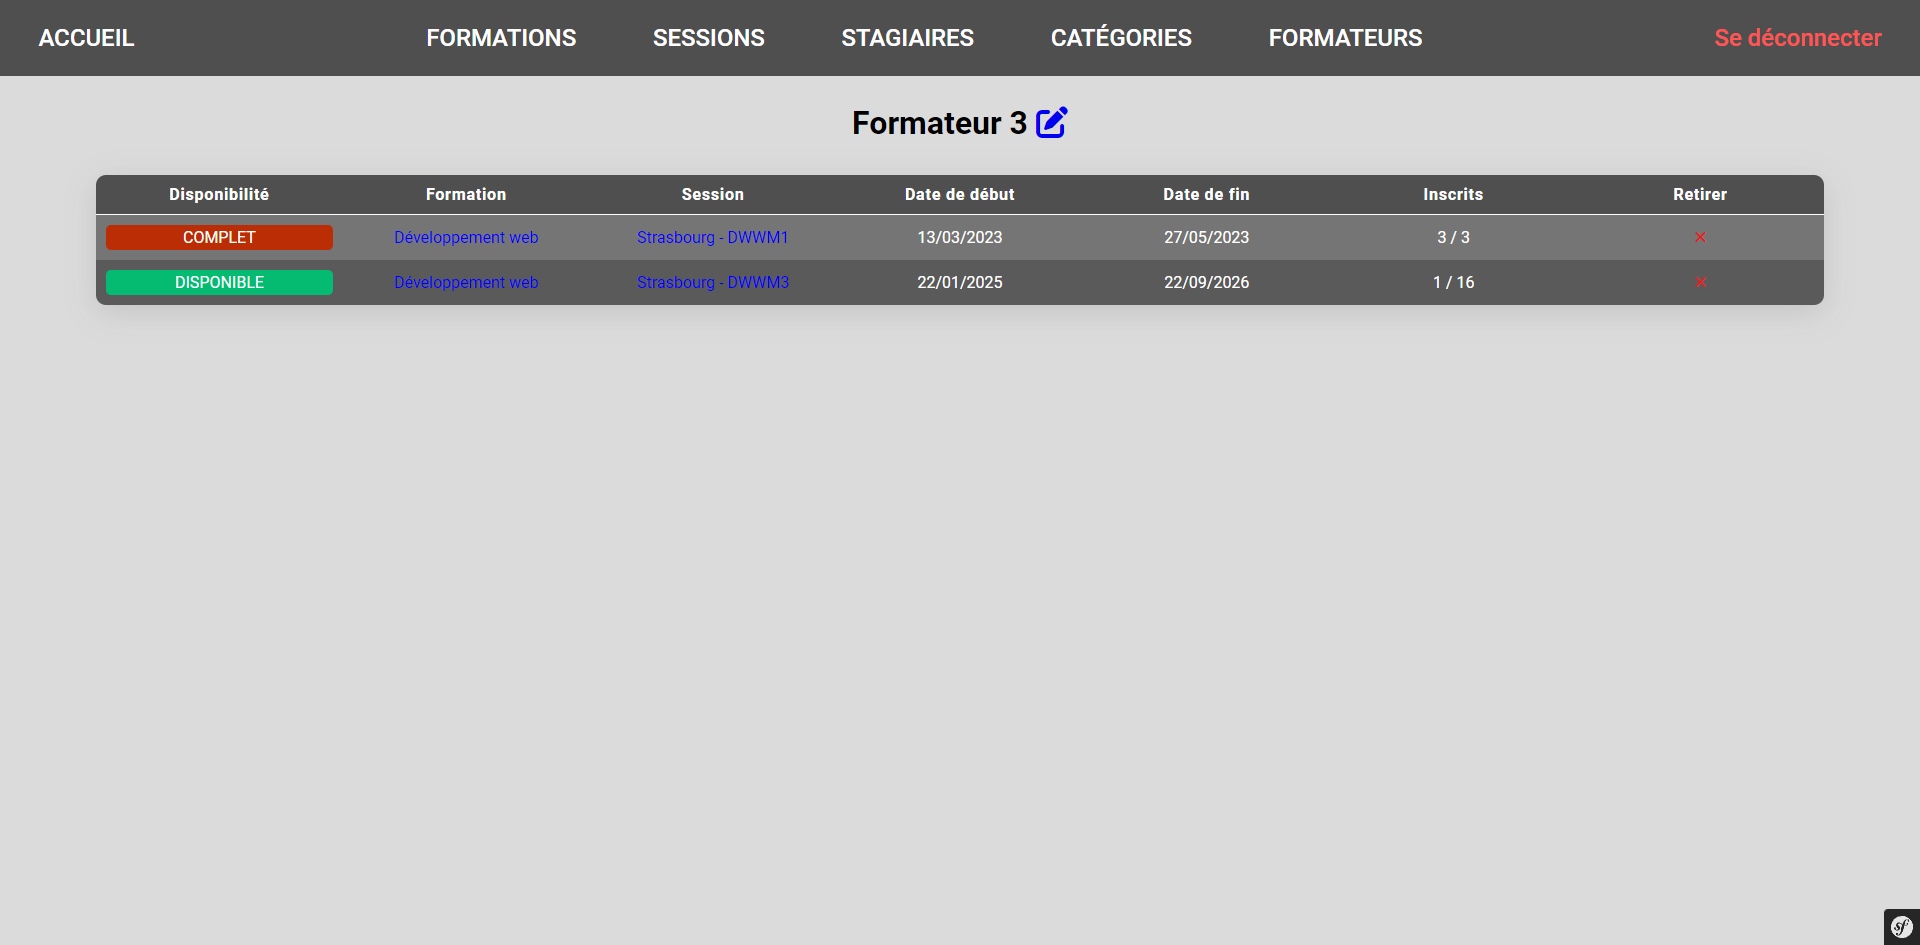 ACCUEIL FORMATIONS SESSIONS STAGIAIRES CATÉGORIES FORMATEURS Se déconnecter
Formateur 3
Disponibilité Formation Session Date de début Date de fin Inscrits Retirer
COMPLET Développement web Strasbourg - DWWM1 13/03/2023 27/05/2023 3 / 3
DISPONIBLE Développement web Strasbourg - DWWM3 22/01/2025 22/09/2026 1 / 16
sf